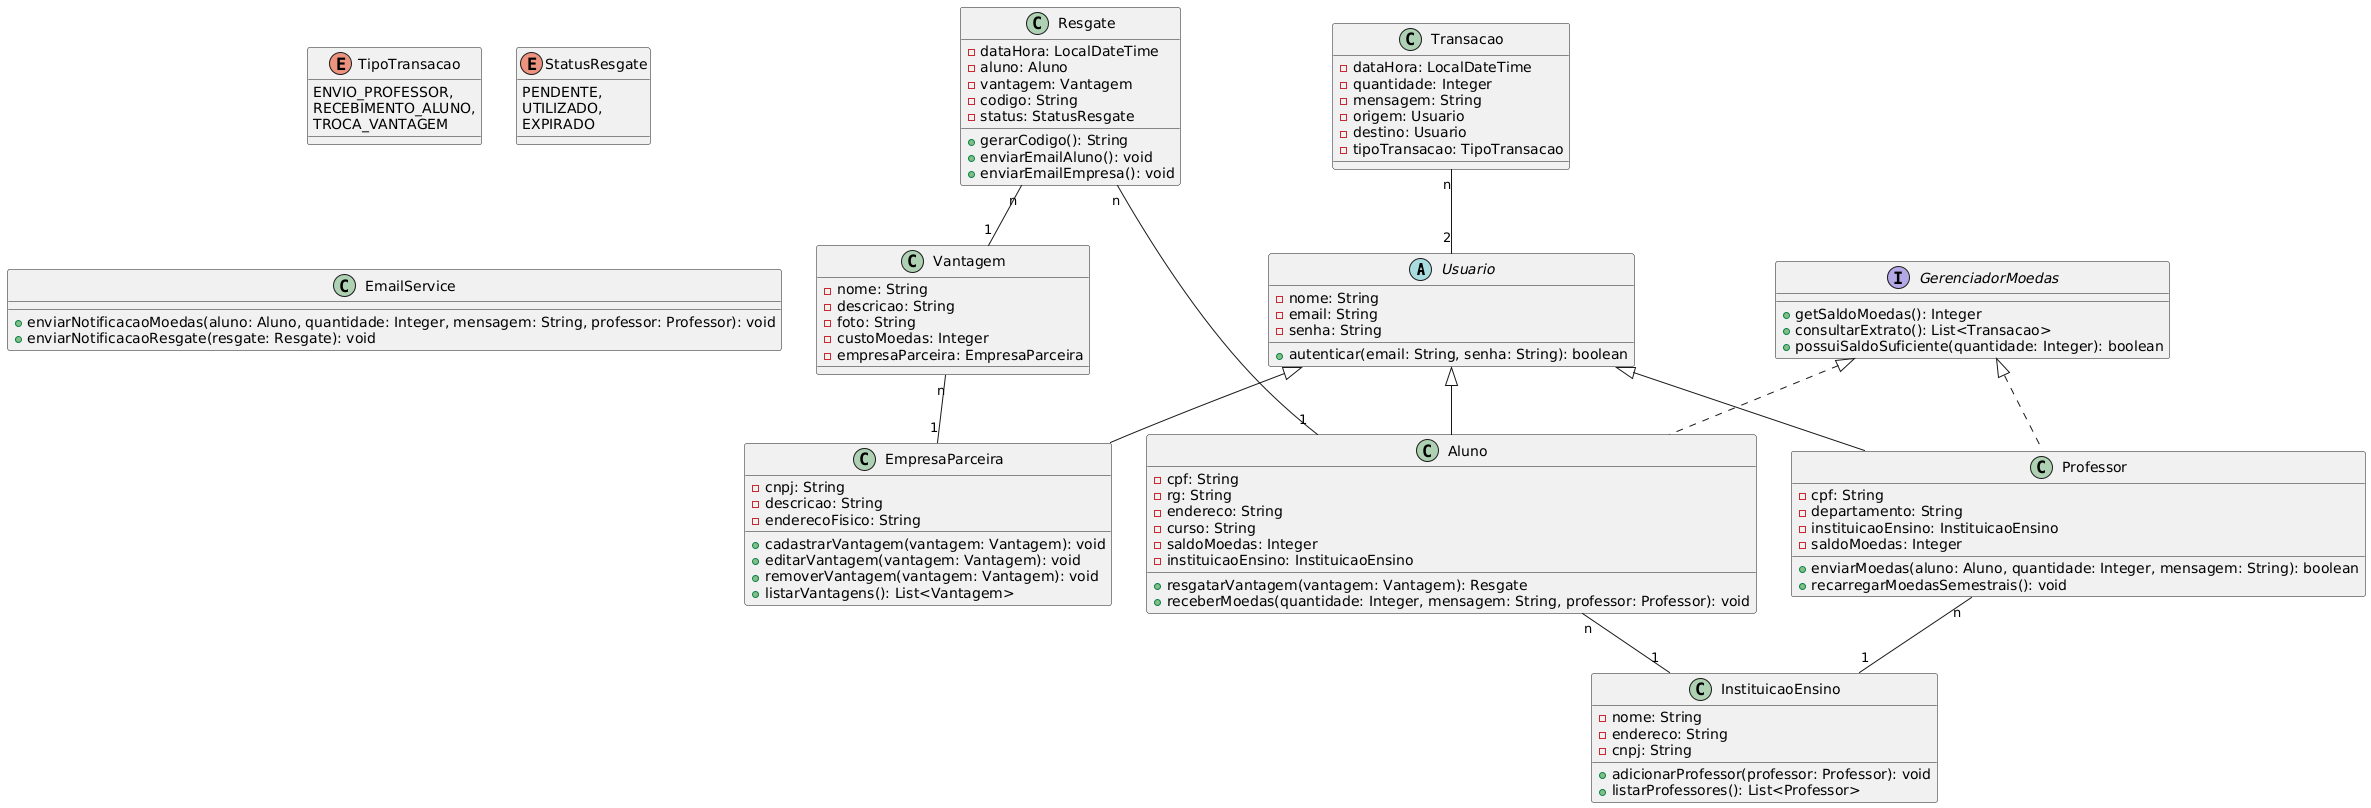 E TipoTransacao
ENVIO_PROFESSOR,
RECEBIMENTO_ALUNO,
TROCA_VANTAGEM
E StatusResgate
PENDENTE,
UTILIZADO,
EXPIRADO
C Resgate
dataHora: LocalDateTime
aluno: Aluno
vantagem: Vantagem
codigo: String
status: StatusResgate
gerarCodigo(): String
enviarEmailAluno(): void
enviarEmailEmpresa(): void
C Transacao
dataHora: LocalDateTime
quantidade: Integer
mensagem: String
origem: Usuario
destino: Usuario
tipoTransacao: TipoTransacao
n
1
n
1
n
2
C EmailService
enviarNotificacaoMoedas(aluno: Aluno, quantidade: Integer, mensagem: String, professor: Professor): void
enviarNotificacaoResgate(resgate: Resgate): void
C Vantagem
nome: String
descricao: String
foto: String
custoMoedas: Integer
empresaParceira: EmpresaParceira
A Usuario
nome: String
email: String
senha: String
autenticar(email: String, senha: String): boolean
I GerenciadorMoedas
getSaldoMoedas(): Integer
consultarExtrato(): List<Transacao>
possuiSaldoSuficiente(quantidade: Integer): boolean
n
1
C EmpresaParceira
cnpj: String
descricao: String
enderecoFisico: String
cadastrarVantagem(vantagem: Vantagem): void
editarVantagem(vantagem: Vantagem): void
removerVantagem(vantagem: Vantagem): void
listarVantagens(): List<Vantagem>
C Aluno
cpf: String
rg: String
endereco: String
curso: String
saldoMoedas: Integer
instituicaoEnsino: InstituicaoEnsino
resgatarVantagem(vantagem: Vantagem): Resgate
receberMoedas(quantidade: Integer, mensagem: String, professor: Professor): void
C Professor
cpf: String
departamento: String
instituicaoEnsino: InstituicaoEnsino
saldoMoedas: Integer
enviarMoedas(aluno: Aluno, quantidade: Integer, mensagem: String): boolean
recarregarMoedasSemestrais(): void
n
1
n
1
C InstituicaoEnsino
nome: String
endereco: String
cnpj: String
adicionarProfessor(professor: Professor): void
listarProfessores(): List<Professor>